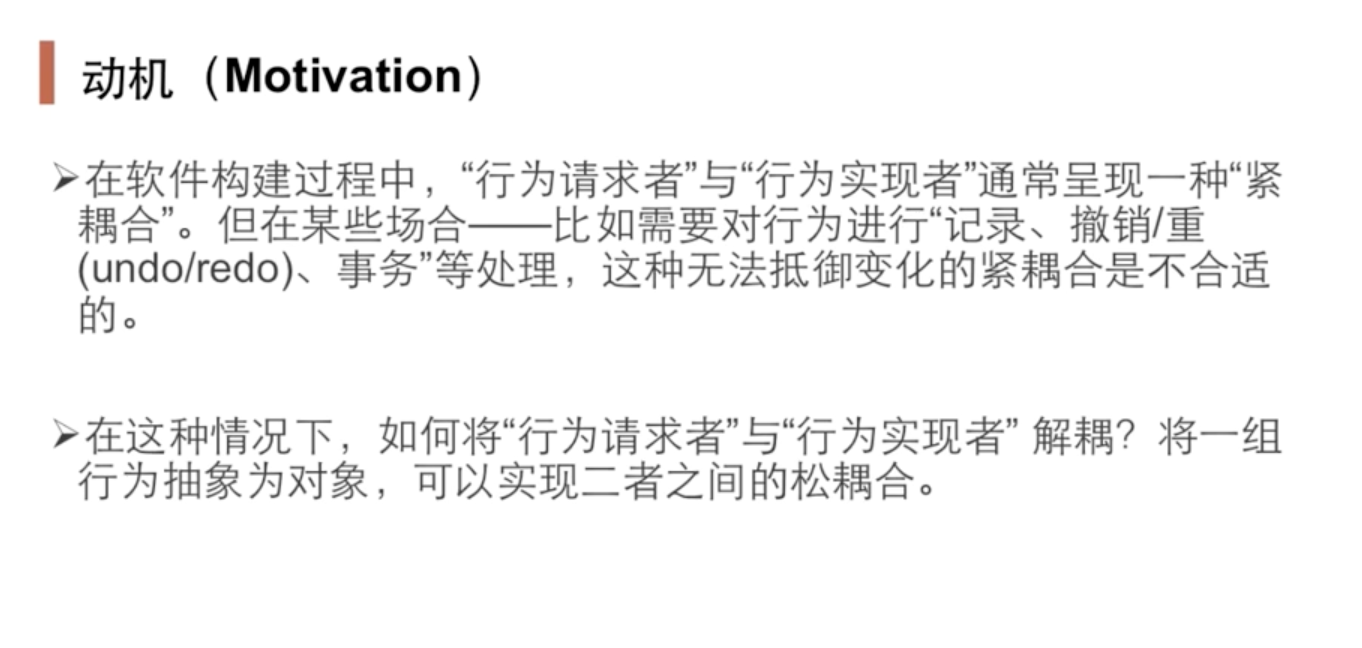 动机（Motivation）
➢在软件构建过程中，“行为请求者”与“行为实现者”通常呈现一种“紧
耦合”。但在某些场合——比如需要对行为进行“记录、撤销/重
(undo/redo)、事务”等处理，这种无法抵御变化的紧耦合是不合适
的。
➢在这种情况下，如何将“行为请求者”与“行为实现者” 解耦？将一组
行为抽象为对象，可以实现二者之间的松耦合。